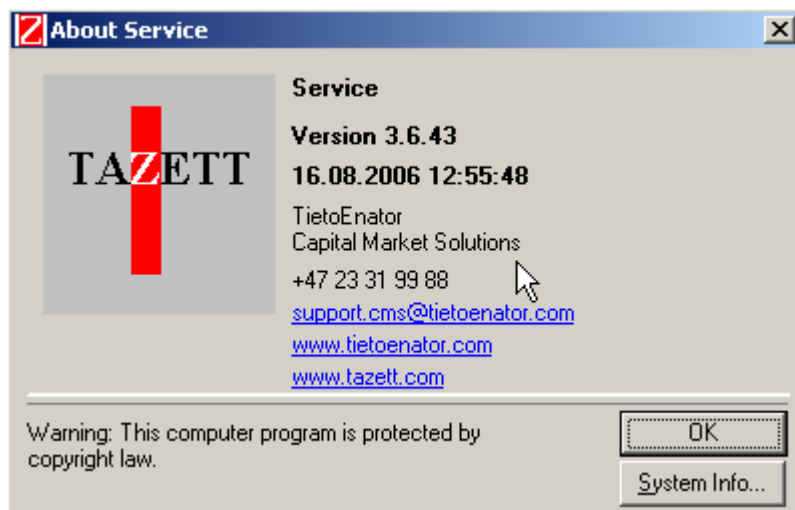 About Service
TAZETT
Service
Version 3.6.43
16.08.2006 12:55:48
TietoEnator
Capital Market Solutions
+47 23 31 99 88
support.cms@tietoenator.com
www.tietoenator.com
www.tazett.com
Warning: This computer program is protected by
copyright law.
OK
System Info...